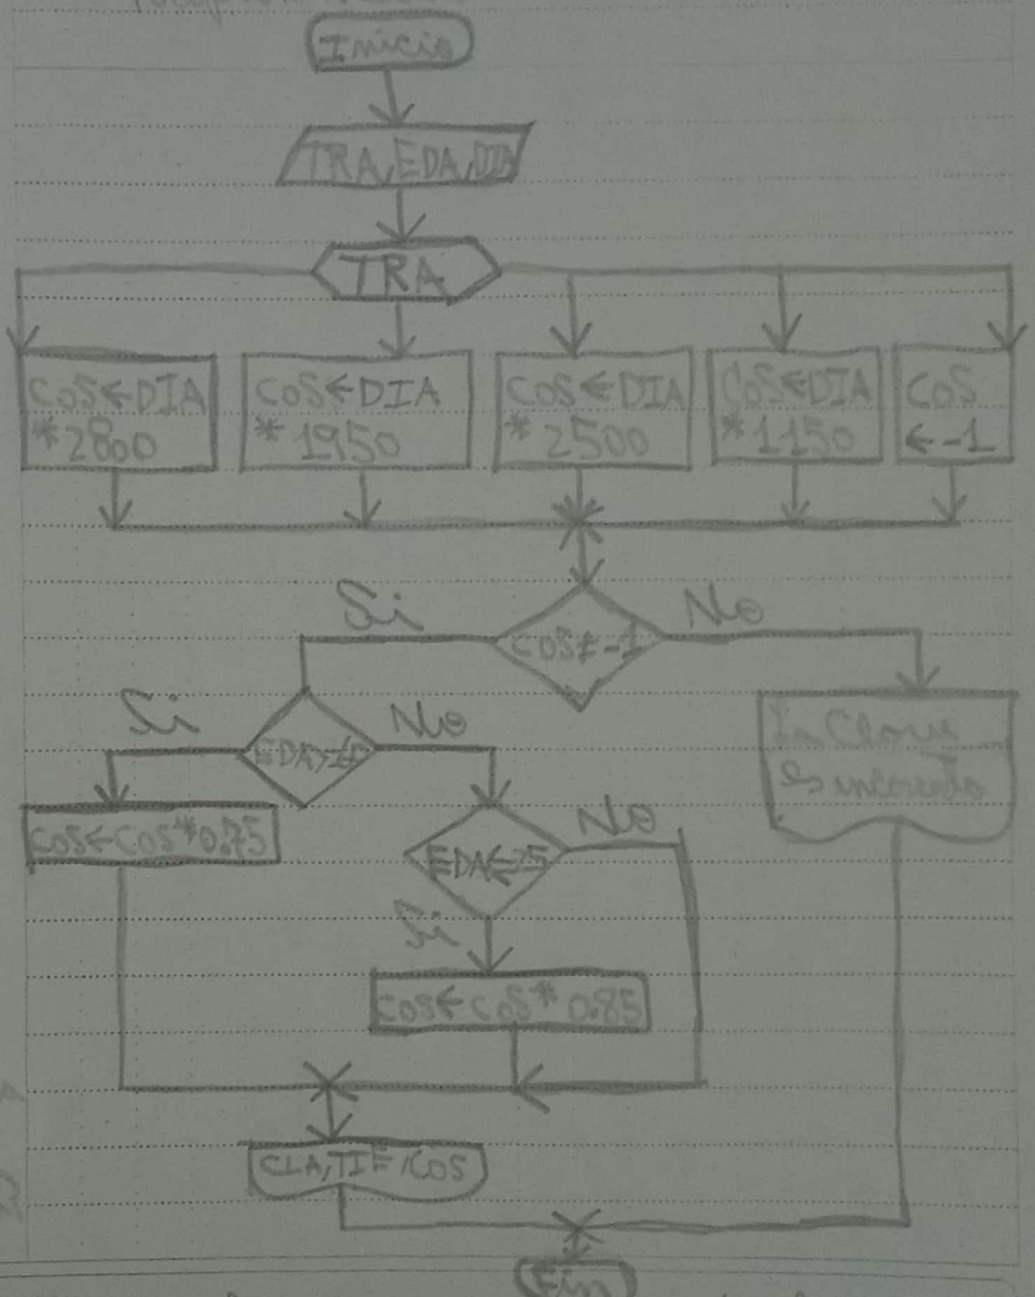 Inicio
TRA, EDA, DIA
TRA
COS←DIA
*2800
COS←DIA
*1950
COS←DIA
*2500
COS←DIA
*1150
COS
←-1
Si
COS≠-1
No
Si
EDA>60
No
La Clave
es incorrecta
COS←COS*0.75
EDA<25
No
Si
COS←COS*0.85
CLA, TIE, COS
Fin